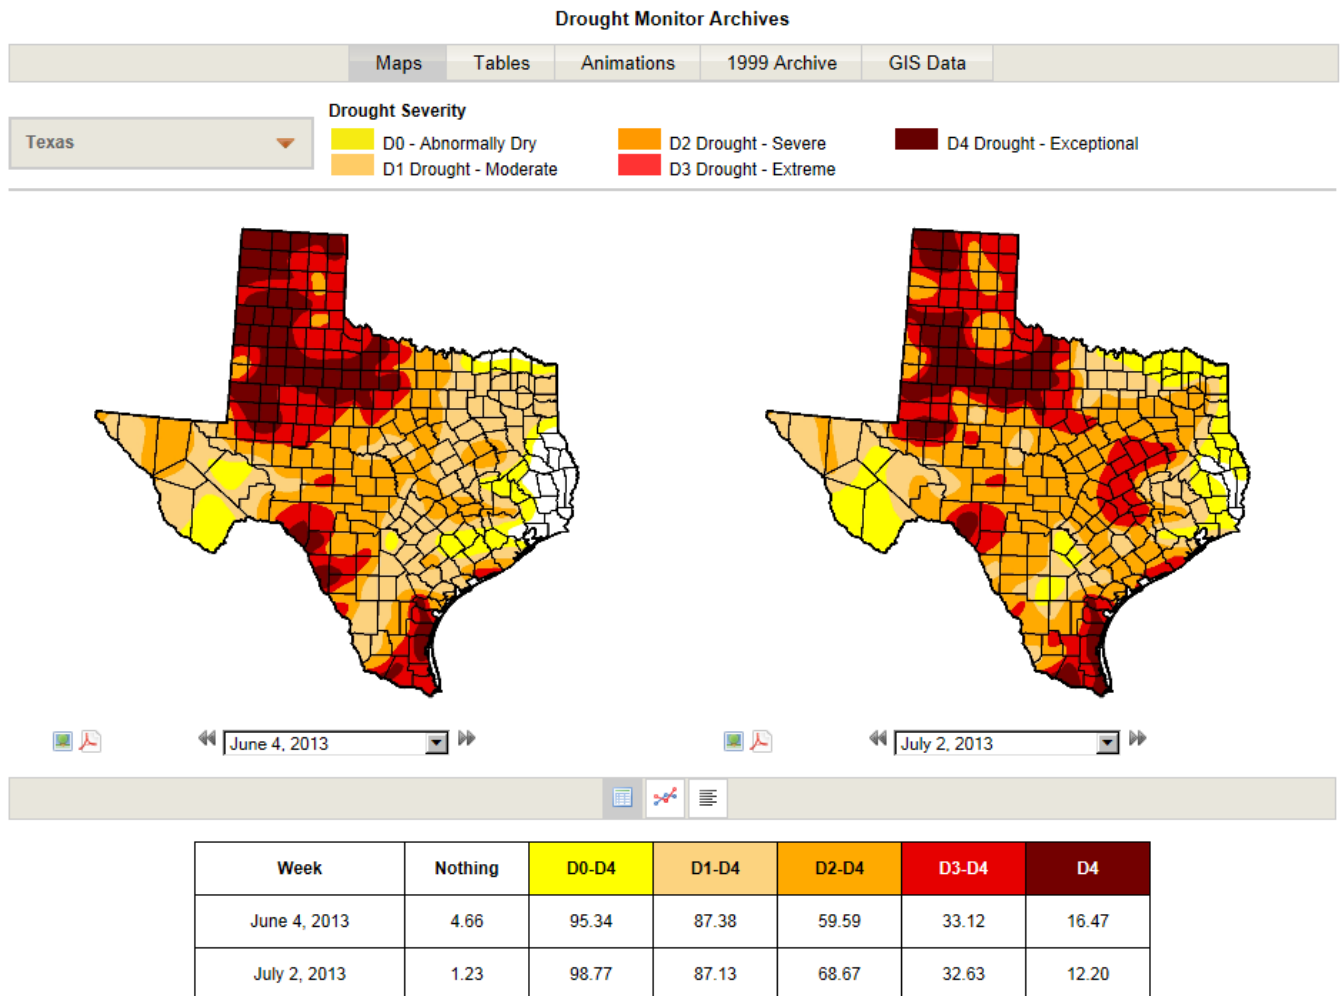 Drought Monitor Archives
Maps Tables Animations 1999 Archive GIS Data
Texas
Drought Severity
D0 - Abnormally Dry D2 Drought - Severe D4 Drought - Exceptional
D1 Drought - Moderate D3 Drought - Extreme
June 4, 2013 July 2, 2013
Week Nothing D0-D4 D1-D4 D2-D4 D3-D4 D4
June 4, 2013 4.66 95.34 87.38 59.59 33.12 16.47
July 2, 2013 1.23 98.77 87.13 68.67 32.63 12.20